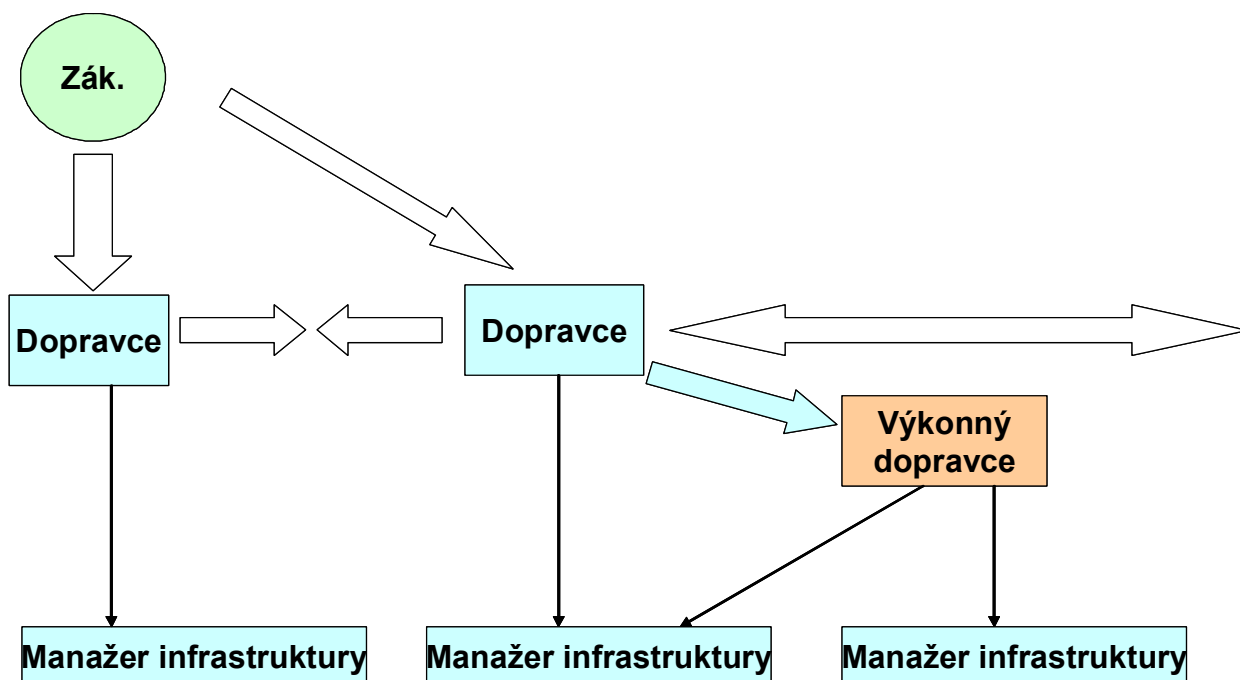 Zák.
Dopravce
Dopravce
Výkonný
dopravce
Manažer infrastruktury
Manažer infrastruktury
Manažer infrastruktury